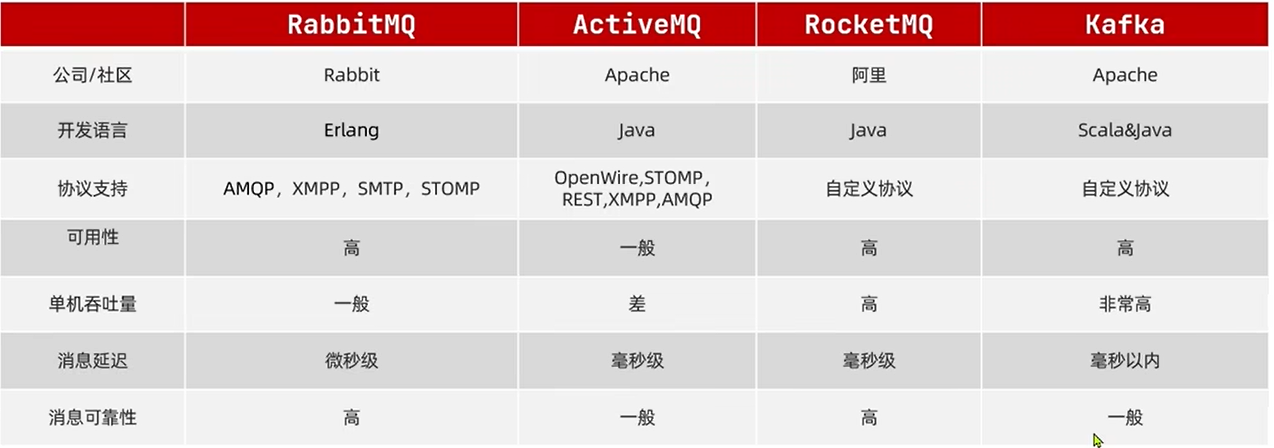 RabbitMQ ActiveMQ RocketMQ Kafka
公司/社区 Rabbit Apache 阿里 Apache
开发语言 Erlang Java Java Scala&Java
协议支持 AMQP，XMPP，SMTP，STOMP OpenWire,STOMP， 自定义协议 自定义协议
REST,XMPP,AMQP
可用性 高 一般 高 高
单机吞吐量 一般 差 高 非常高
消息延迟 微秒级 毫秒级 毫秒级 毫秒以内
消息可靠性 高 一般 高 一般